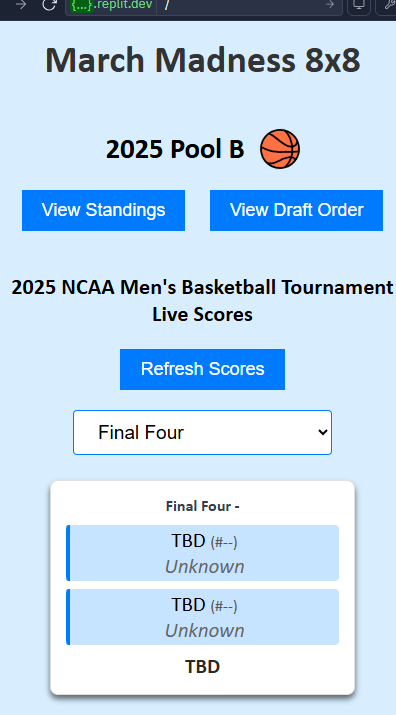 {...}.replit.dev /
March Madness 8x8
2025 Pool B
View Standings View Draft Order
2025 NCAA Men's Basketball Tournament
Live Scores
Refresh Scores
Final Four
Final Four -
TBD (#--)
Unknown
TBD (#--)
Unknown
TBD